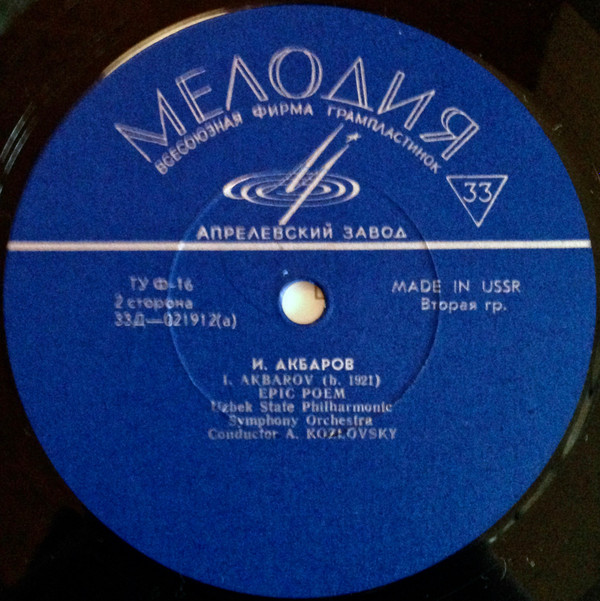 МЕЛОДИЯ
ВСЕСОЮЗНАЯ ФИРМА ГРАМПЛАСТИНОК
33
АПРЕЛЕВСКИЙ ЗАВОД
ТУ Ф-16
2 сторона
33Д—021912(а)
MADE IN USSR
Вторая гр.
И. АКБАРОВ
I. AKBAROV (b. 1921)
EPIC POEM
Uzbek State Philharmonic
Symphony Orchestra
Conductor A. KOZLOVSKY